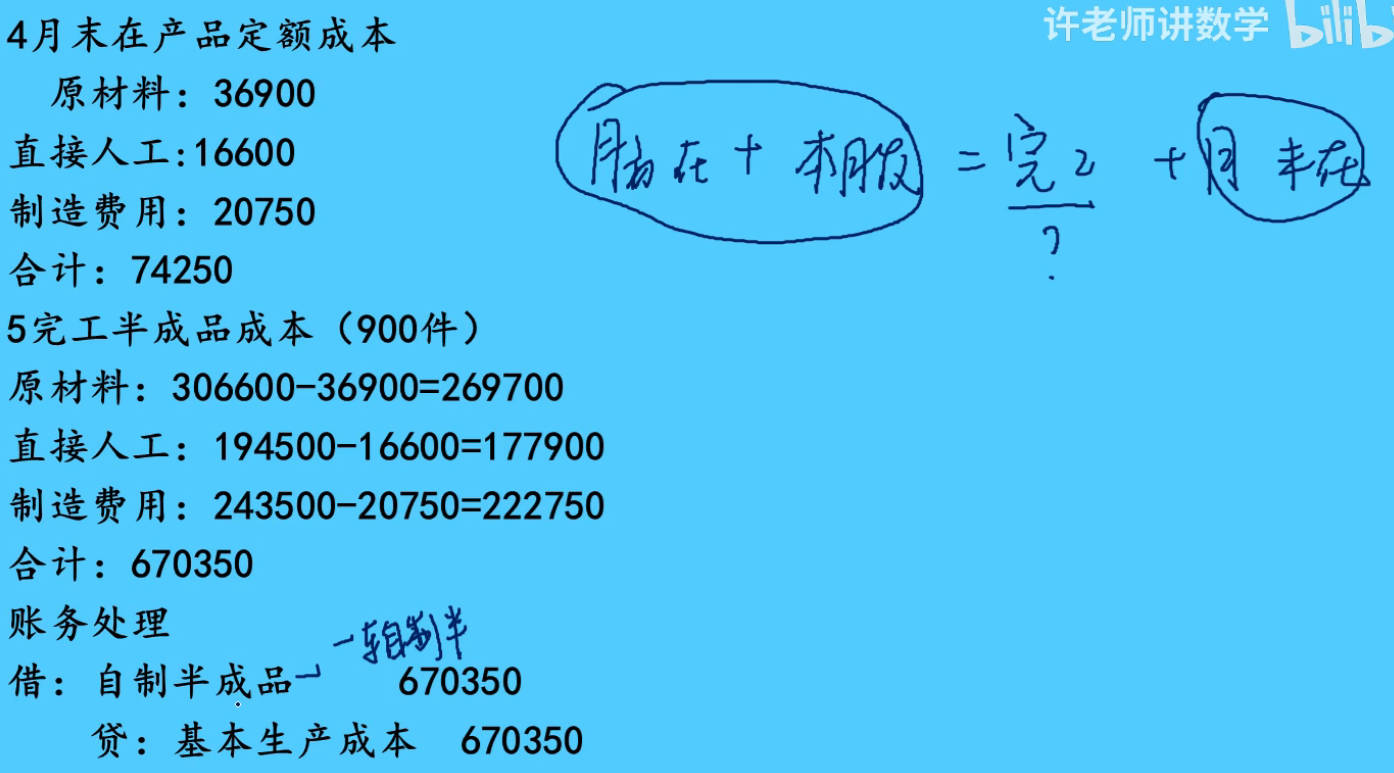 许老师讲数学 bilib
4月末在产品定额成本
原材料：36900
月初在 + 本月发 = 完工 + 月末在
?
直接人工:16600
制造费用：20750
合计：74250
5完工半成品成本（900件）
原材料：306600-36900=269700
直接人工：194500-16600=177900
制造费用：243500-20750=222750
合计：670350
账务处理
自制半
借：自制半成品 670350
贷：基本生产成本 670350